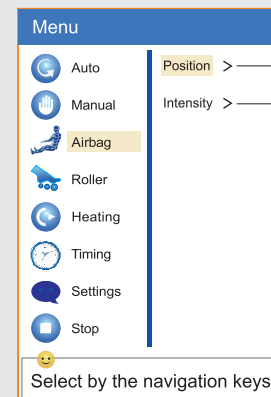 Menu
Auto
Manual
Airbag
Roller
Heating
Timing
Settings
Stop
Position >
Intensity >
Select by the navigation keys